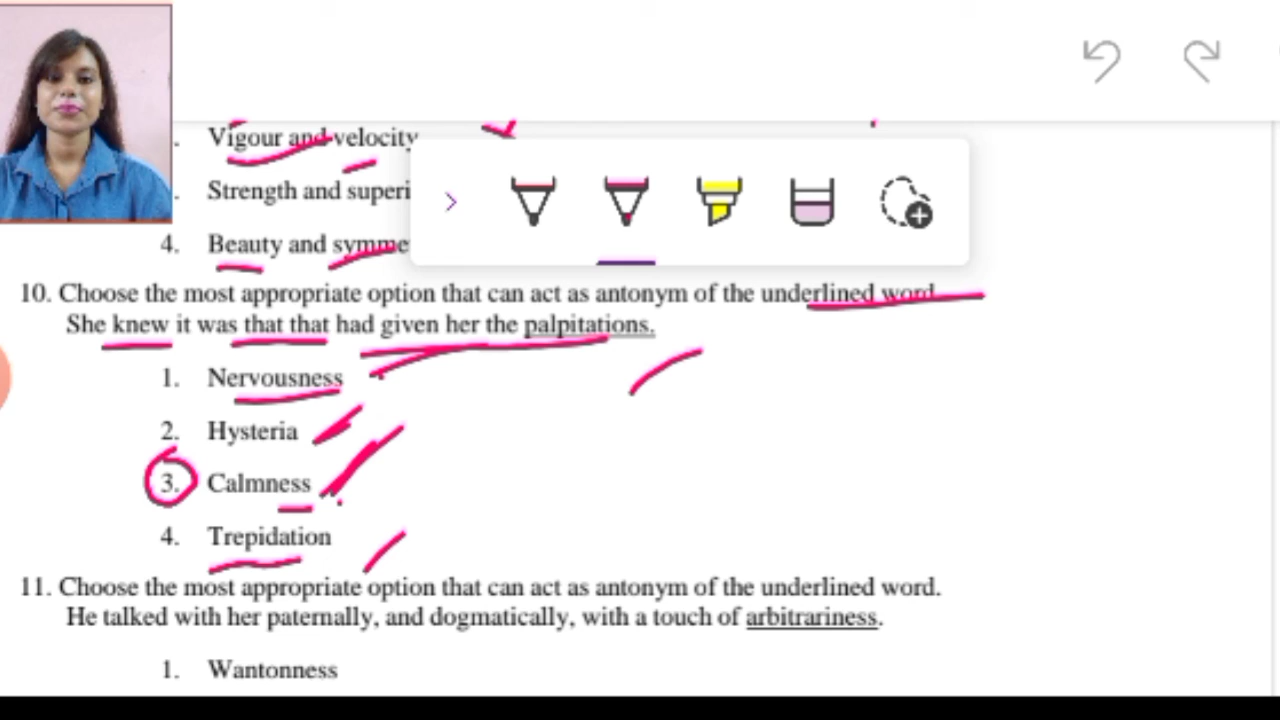 . Vigour and velocity
. Strength and superi
4. Beauty and symme
10. Choose the most appropriate option that can act as antonym of the underlined word.
She knew it was that that had given her the palpitations.
1. Nervousness
2. Hysteria
3. Calmness
4. Trepidation
11. Choose the most appropriate option that can act as antonym of the underlined word.
He talked with her paternally, and dogmatically, with a touch of arbitrariness.
1. Wantonness